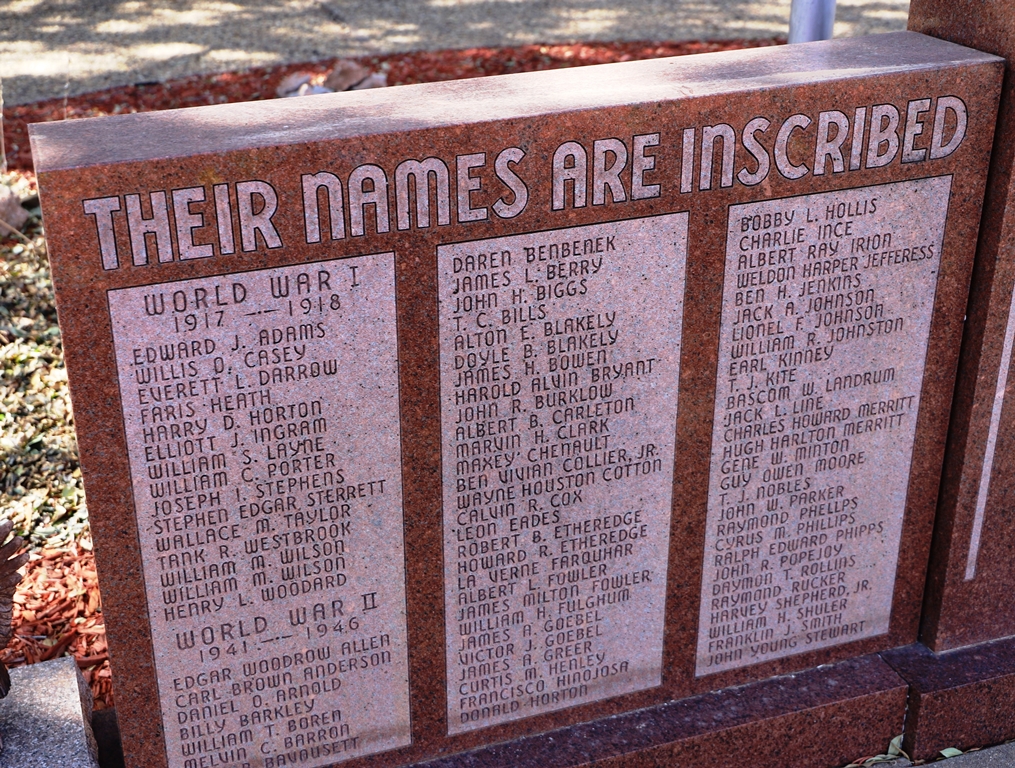 THEIR NAMES ARE INSCRIBED
WORLD WAR I
1917 — 1918
EDWARD J. ADAMS
WILLIS O. CASEY
EVERETT L. DARROW
FARIS HEATH
HARRY D. HORTON
ELLIOTT J. INGRAM
WILLIAM S. LAYNE
WILLIAM C. PORTER
JOSEPH I. STEPHENS
STEPHEN EDGAR STERRETT
WALLACE M. TAYLOR
TANK R. WESTBROOK
WILLIAM M. WILSON
WILLIAM M. WILSON
HENRY L. WOODARD
WORLD WAR II
1941 — 1946
EDGAR WOODROW ALLEN
CARL BROWN ANDERSON
DANIEL O. ARNOLD
BILLY BARKLEY
WILLIAM T. BOREN
MELVIN C. BARRON
R. BAVOUSETT
DAREN BENBENEK
JAMES L. BERRY
JOHN H. BIGGS
T. C. BILLS
ALTON E. BLAKELY
DOYLE B. BLAKELY
JAMES H. BOWEN
HAROLD ALVIN BRYANT
JOHN R. BURKLOW
ALBERT B. CARLETON
MARVIN H. CLARK
MAXEY CHENAULT
BEN VIVIAN COLLIER, JR.
WAYNE HOUSTON COTTON
CALVIN R. COX
LEON EADES
ROBERT B. ETHEREDGE
HOWARD R. ETHEREDGE
LA VERNE FARQUHAR
ALBERT L. FOWLER
JAMES MILTON FOWLER
WILLIAM H. FULGHUM
JAMES A. GOEBEL
VICTOR J. GOEBEL
JAMES A. GREER
CURTIS M. HENLEY
FRANCISCO HINOJOSA
DONALD HORTON
BOBBY L. HOLLIS
CHARLIE INCE
ALBERT RAY IRION
WELDON HARPER JEFFERESS
BEN H. JENKINS
JACK A. JOHNSON
LIONEL F. JOHNSON
WILLIAM R. JOHNSTON
EARL KINNEY
T. J. KITE
BASCOM W. LANDRUM
JACK L. LINE
CHARLES HOWARD MERRITT
HUGH HARLTON MERRITT
GENE W. MINTON
GUY OWEN MOORE
T. J. NOBLES
JOHN W. PARKER
RAYMOND PHELPS
CYRUS M. PHILLIPS
RALPH EDWARD PHIPPS
JOHN R. POPEJOY
DAYMON T. ROLLINS
RAYMOND RUCKER
HARVEY SHEPHERD, JR.
WILLIAM H. SHULER
FRANKLIN J. SMITH
JOHN YOUNG STEWART